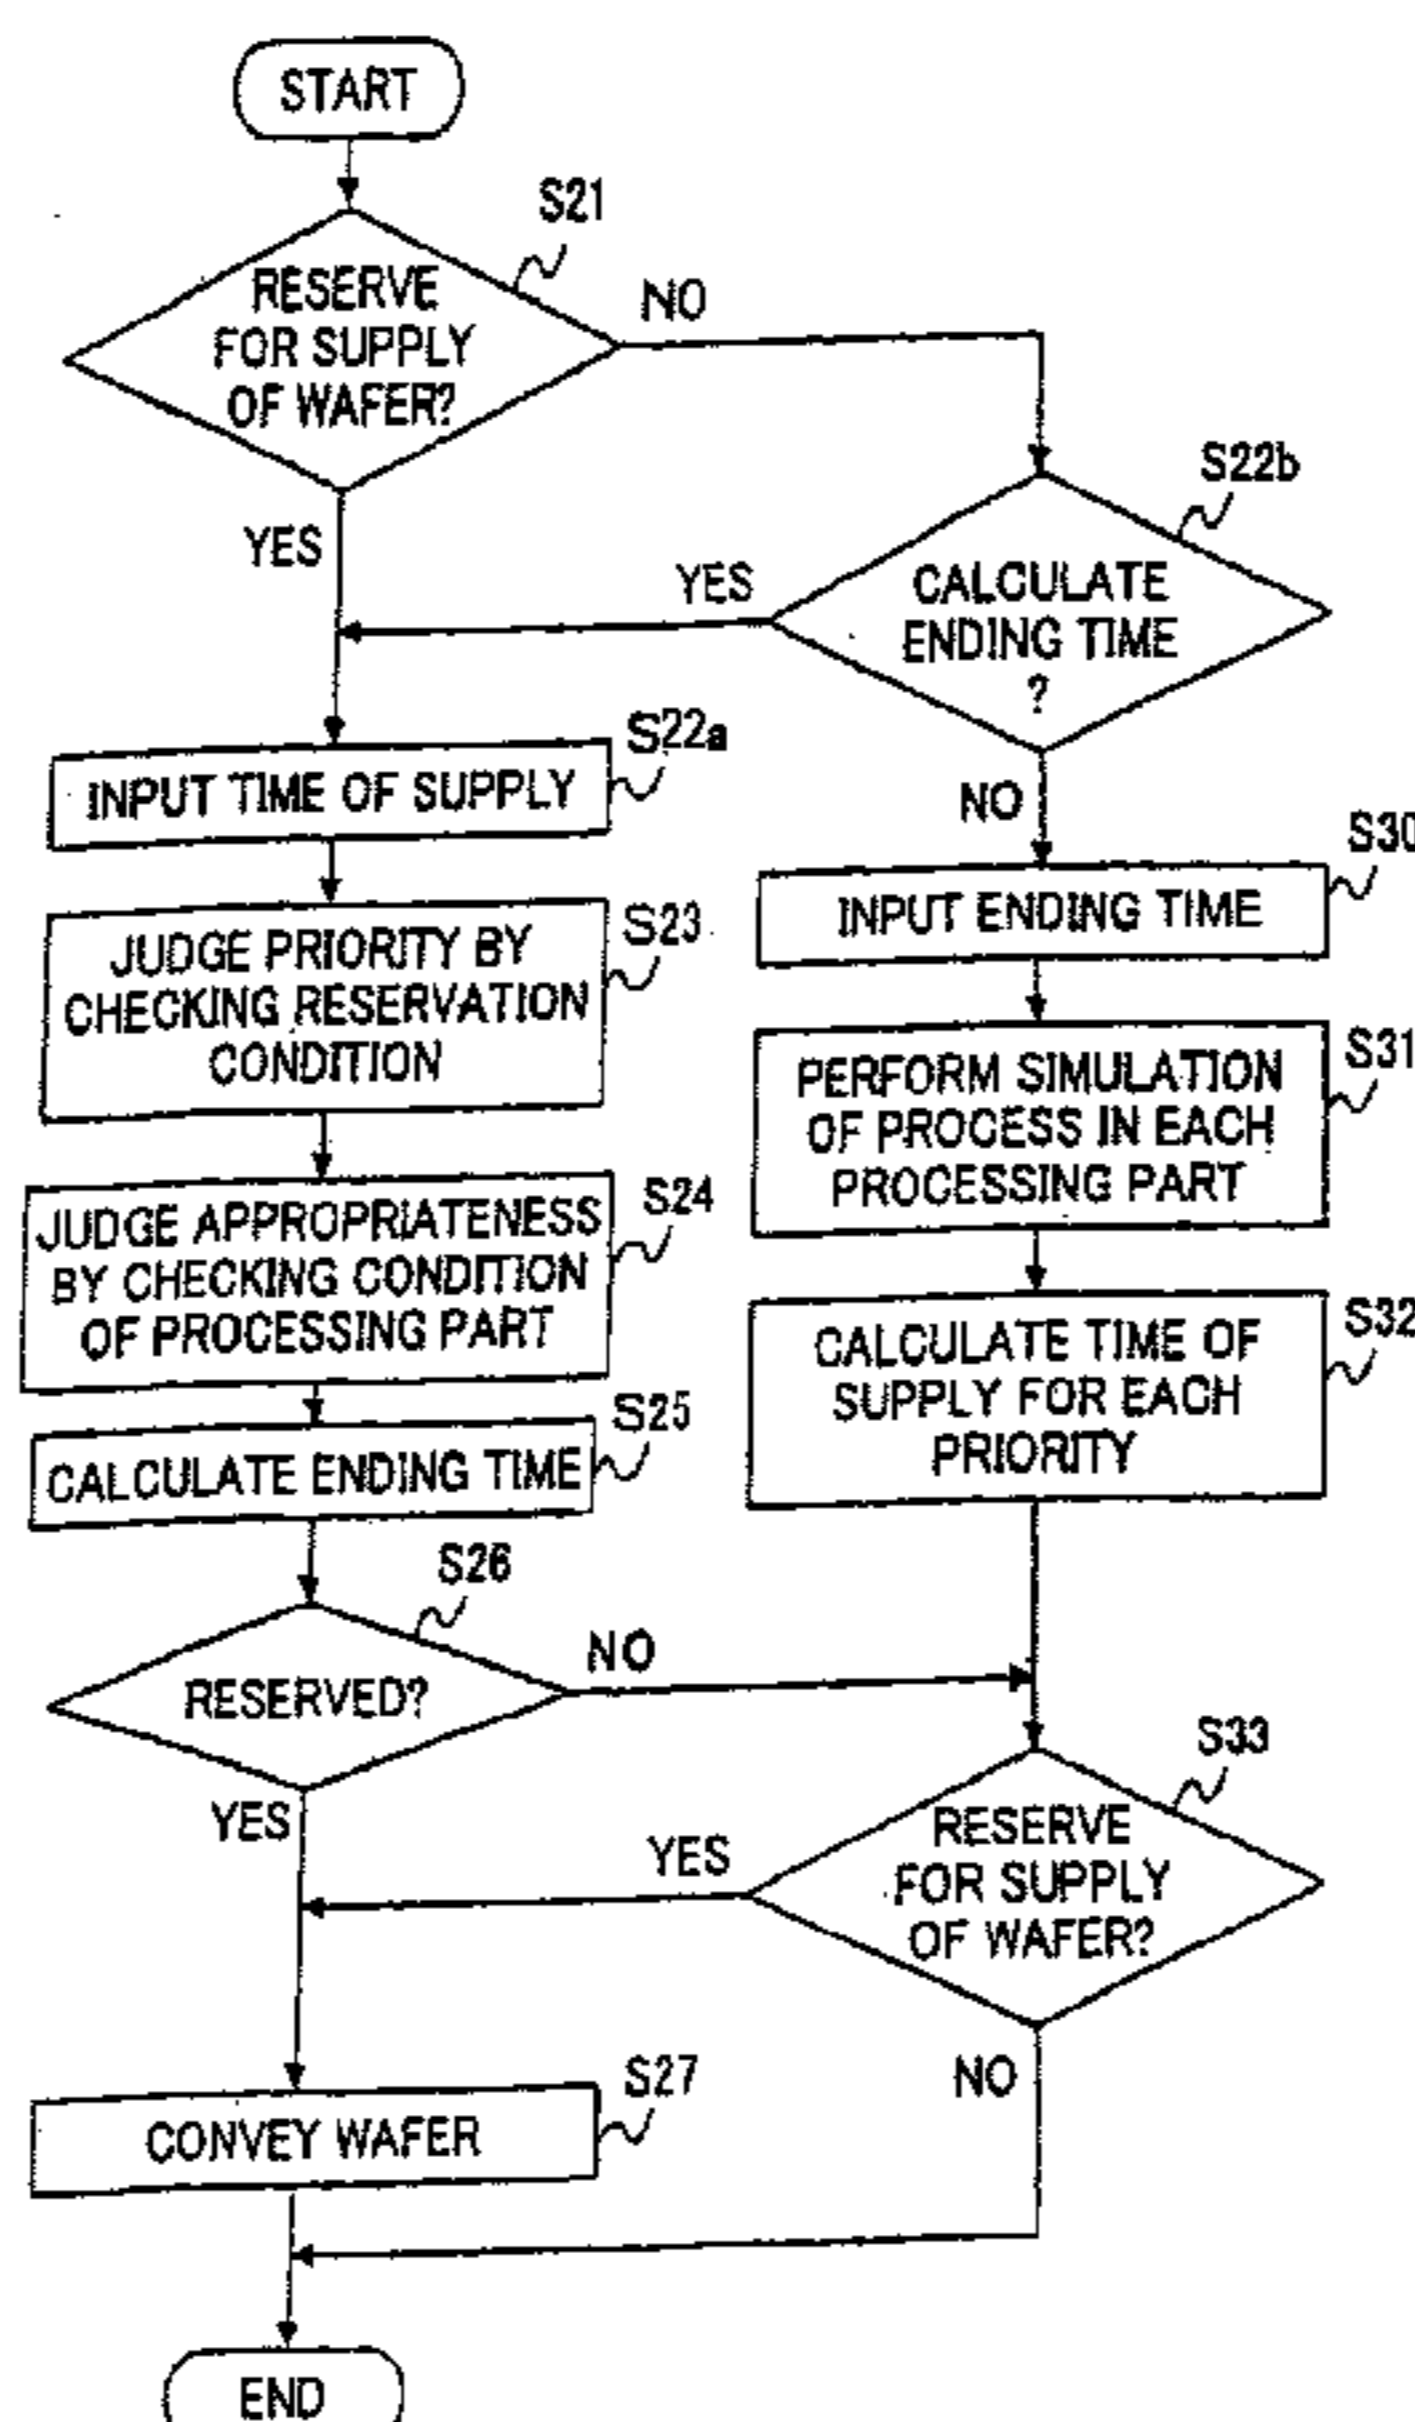 START
S21
RESERVE
FOR SUPPLY
OF WAFER?
NO
YES
S22b
CALCULATE
ENDING TIME
?
YES
NO
S22a
INPUT TIME OF SUPPLY
S30
INPUT ENDING TIME
S23
JUDGE PRIORITY BY
CHECKING RESERVATION
CONDITION
S31
PERFORM SIMULATION
OF PROCESS IN EACH
PROCESSING PART
S24
JUDGE APPROPRIATENESS
BY CHECKING CONDITION
OF PROCESSING PART
S32
CALCULATE TIME OF
SUPPLY FOR EACH
PRIORITY
S25
CALCULATE ENDING TIME
S26
RESERVED?
NO
YES
S33
RESERVE
FOR SUPPLY
OF WAFER?
YES
NO
S27
CONVEY WAFER
END